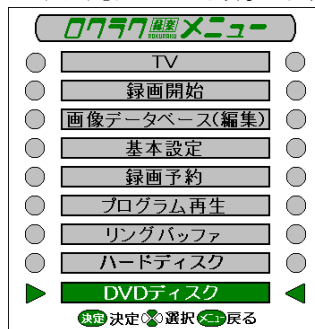 ロクラク録楽メニュー
TV
録画開始
画像データベース(編集)
基本設定
録画予約
プログラム再生
リングバッファ
ハードディスク
DVDディスク
決定 決定 選択 メニュー 戻る